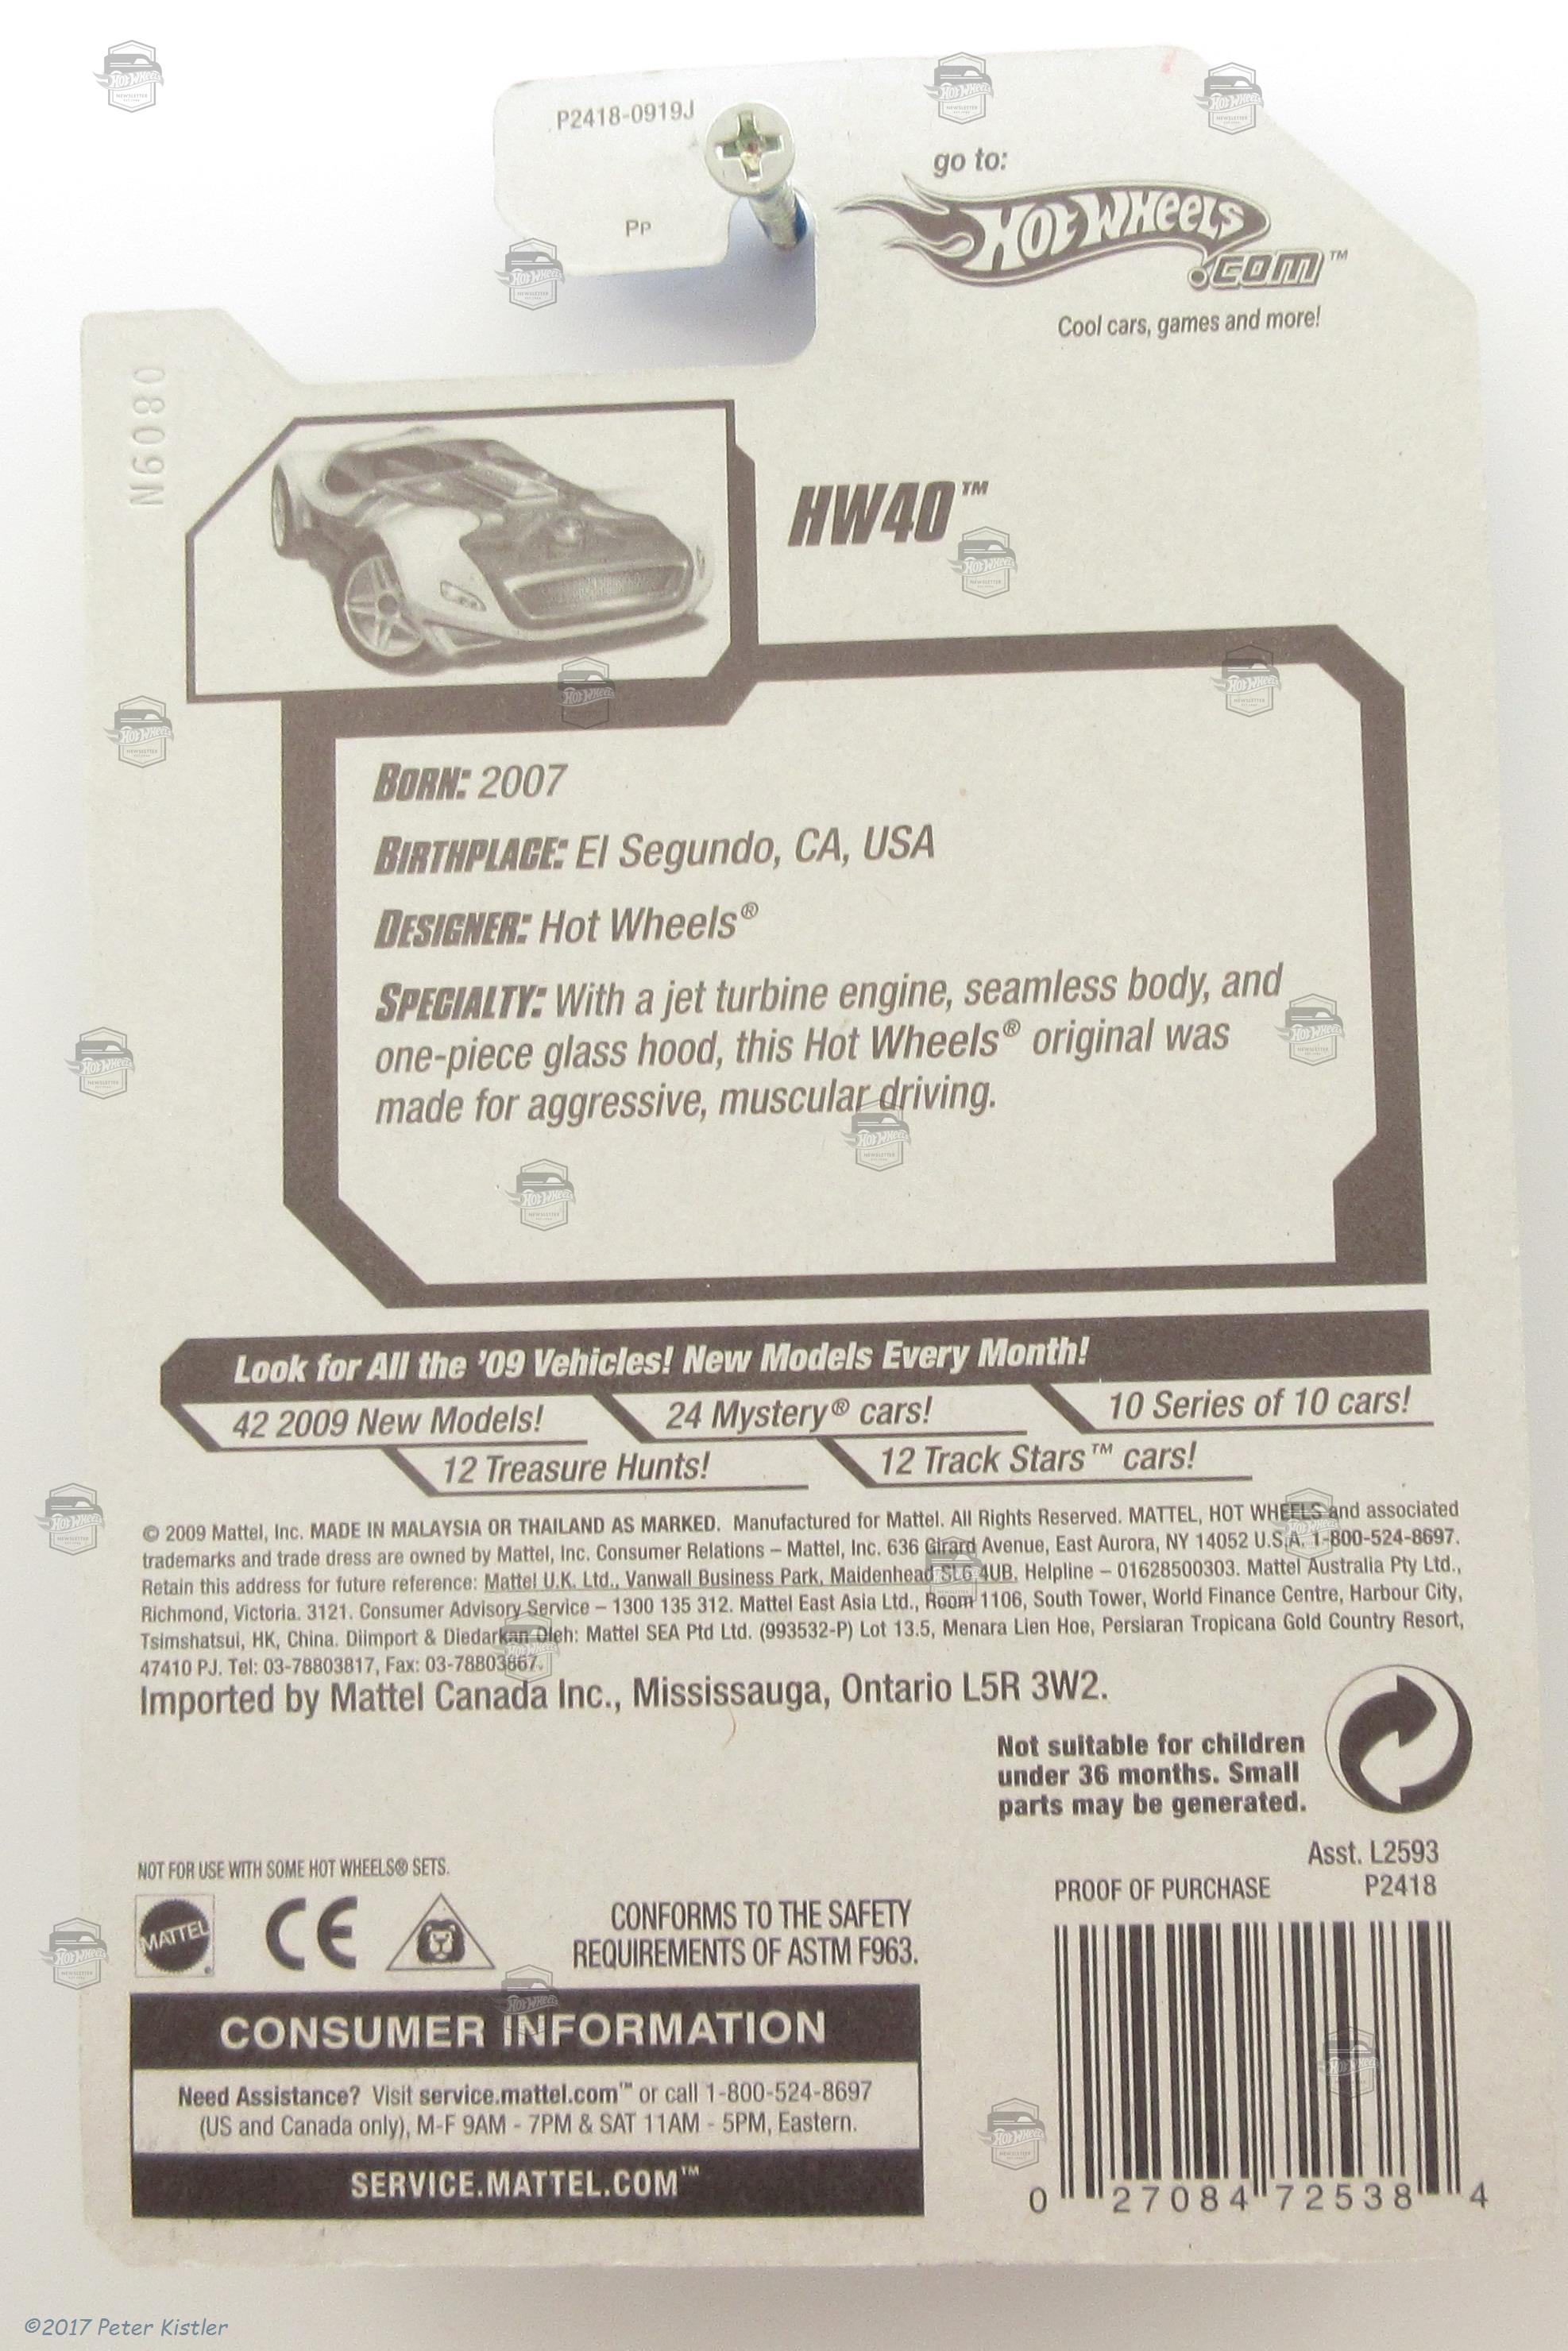 P2418-0919J
PP
go to:
HOT WHEELS
.COM™
Cool cars, games and more!
N9080
HW40™
BORN: 2007
BIRTHPLACE: El Segundo, CA, USA
DESIGNER: Hot Wheels®
SPECIALTY: With a jet turbine engine, seamless body, and
one-piece glass hood, this Hot Wheels® original was
made for aggressive, muscular driving.
Look for All the '09 Vehicles! New Models Every Month!
42 2009 New Models!
24 Mystery® cars!
10 Series of 10 cars!
12 Treasure Hunts!
12 Track Stars™ cars!
© 2009 Mattel, Inc. MADE IN MALAYSIA OR THAILAND AS MARKED. Manufactured for Mattel. All Rights Reserved. MATTEL, HOT WHEELS and associated
trademarks and trade dress are owned by Mattel, Inc. Consumer Relations – Mattel, Inc. 636 Girard Avenue, East Aurora, NY 14052 U.S.A. 1-800-524-8697.
Retain this address for future reference: Mattel U.K. Ltd., Vanwall Business Park, Maidenhead SL6 4UB. Helpline – 01628500303. Mattel Australia Pty Ltd.,
Richmond, Victoria. 3121. Consumer Advisory Service – 1300 135 312. Mattel East Asia Ltd., Room 1106, South Tower, World Finance Centre, Harbour City,
Tsimshatsui, HK, China. Diimport & Diedarkan Oleh: Mattel SEA Ptd Ltd. (993532-P) Lot 13.5, Menara Lien Hoe, Persiaran Tropicana Gold Country Resort,
47410 PJ. Tel: 03-78803817, Fax: 03-78803867.
Imported by Mattel Canada Inc., Mississauga, Ontario L5R 3W2.
Not suitable for children
under 36 months. Small
parts may be generated.
Asst. L2593
PROOF OF PURCHASE P2418
NOT FOR USE WITH SOME HOT WHEELS® SETS.
MATTEL
CE
CONFORMS TO THE SAFETY
REQUIREMENTS OF ASTM F963.
CONSUMER INFORMATION
Need Assistance? Visit service.mattel.com™ or call 1-800-524-8697
(US and Canada only), M-F 9AM - 7PM & SAT 11AM - 5PM, Eastern.
SERVICE.MATTEL.COM™
0 27084 72538 4
©2017 Peter Kistler